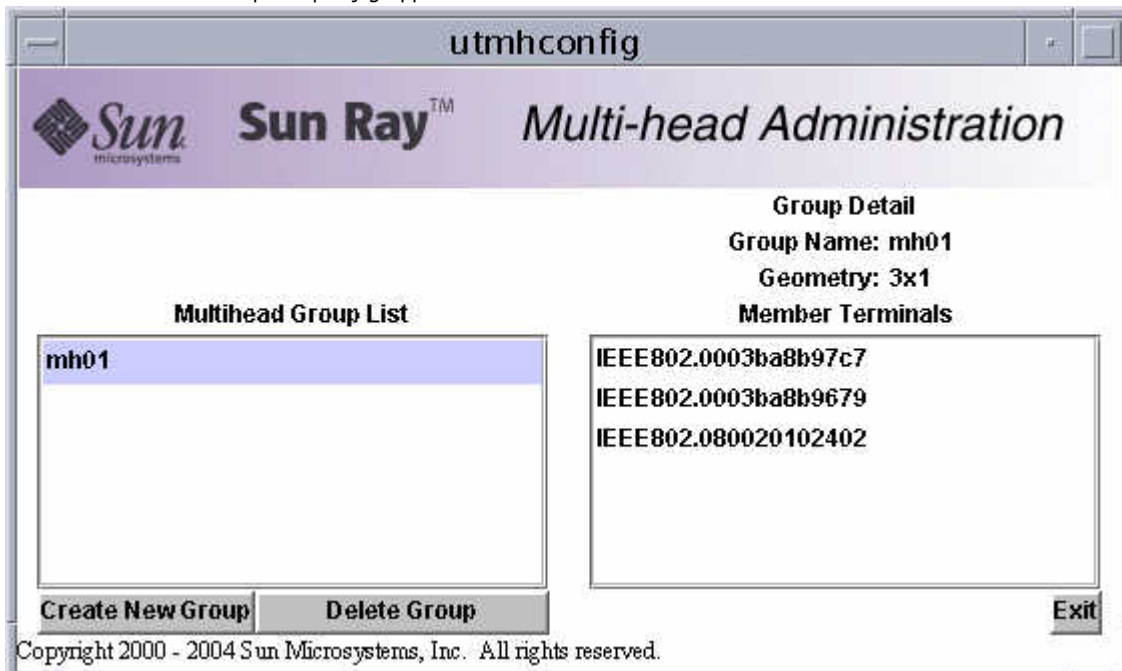 utmhconfig
Sun microsystems Sun Ray™ Multi-head Administration
Group Detail
Group Name: mh01
Geometry: 3x1
Multihead Group List
Member Terminals
mh01
IEEE802.0003ba8b97c7
IEEE802.0003ba8b9679
IEEE802.080020102402
Create New Group
Delete Group
Exit
Copyright 2000 - 2004 Sun Microsystems, Inc. All rights reserved.